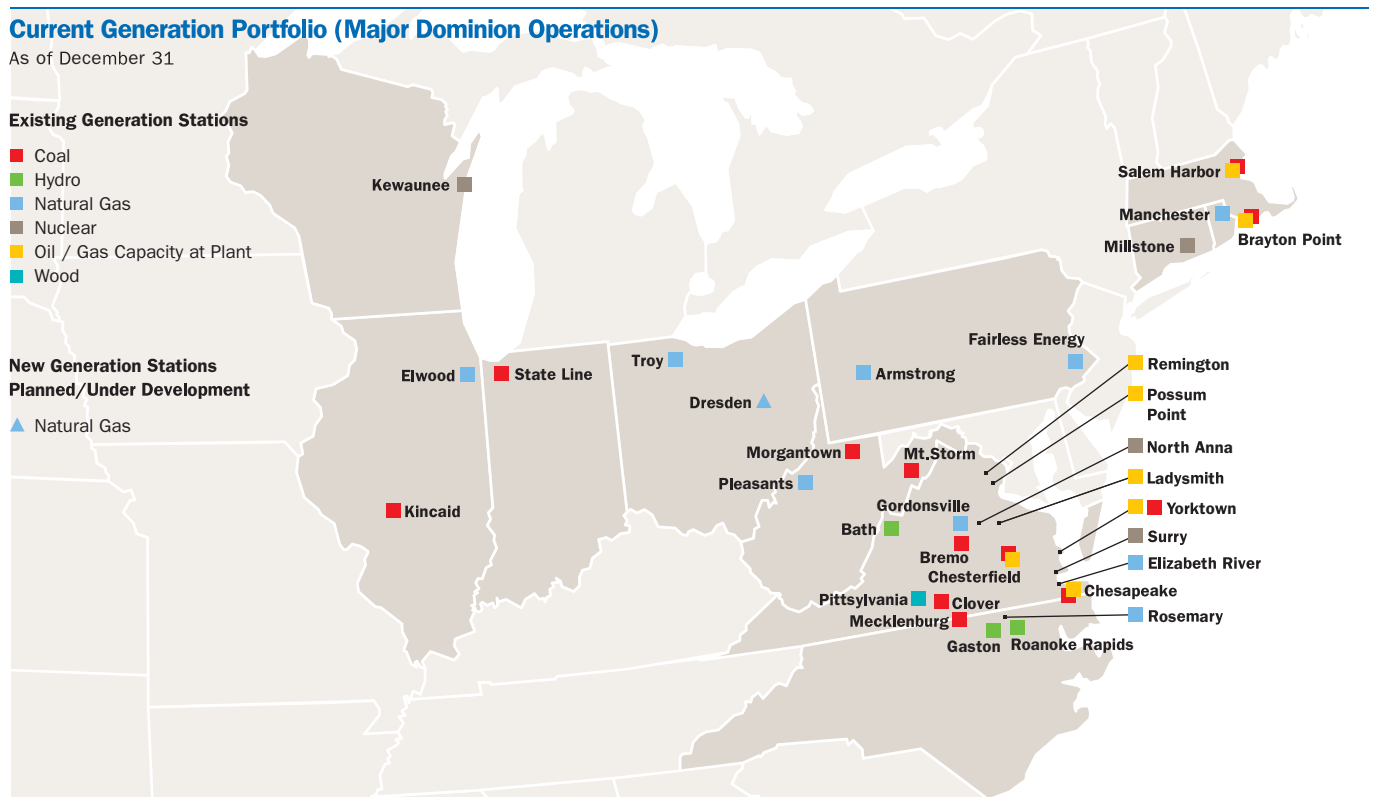 Current Generation Portfolio (Major Dominion Operations)
As of December 31
Existing Generation Stations
Coal
Hydro
Natural Gas
Nuclear
Oil / Gas Capacity at Plant
Wood
New Generation Stations
Planned/Under Development
Natural Gas
Kewaunee
Salem Harbor
Manchester
Millstone
Brayton Point
Fairless Energy
Elwood
State Line
Troy
Armstrong
Dresden
Remington
Possum
Point
Morgantown
Mt.Storm
North Anna
Pleasants
Ladysmith
Kincaid
Gordonsville
Yorktown
Bath
Surry
Bremo
Elizabeth River
Chesterfield
Chesapeake
Pittsylvania
Clover
Mecklenburg
Rosemary
Gaston
Roanoke Rapids